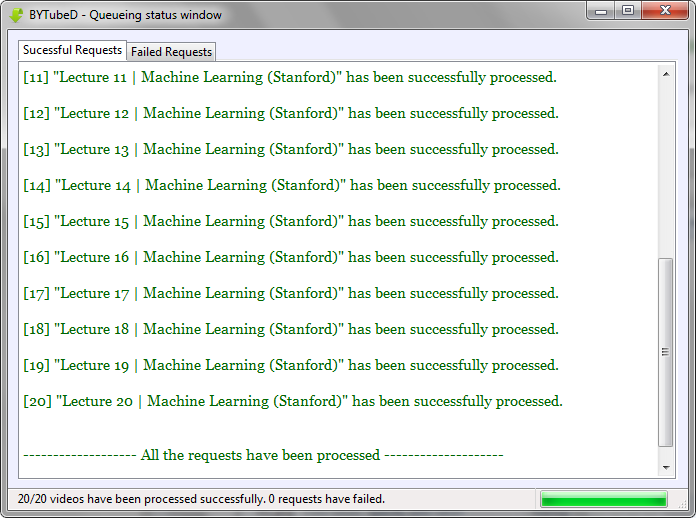 BYTubeD - Queueing status window
Sucessful Requests Failed Requests
[11] "Lecture 11 | Machine Learning (Stanford)" has been successfully processed.
[12] "Lecture 12 | Machine Learning (Stanford)" has been successfully processed.
[13] "Lecture 13 | Machine Learning (Stanford)" has been successfully processed.
[14] "Lecture 14 | Machine Learning (Stanford)" has been successfully processed.
[15] "Lecture 15 | Machine Learning (Stanford)" has been successfully processed.
[16] "Lecture 16 | Machine Learning (Stanford)" has been successfully processed.
[17] "Lecture 17 | Machine Learning (Stanford)" has been successfully processed.
[18] "Lecture 18 | Machine Learning (Stanford)" has been successfully processed.
[19] "Lecture 19 | Machine Learning (Stanford)" has been successfully processed.
[20] "Lecture 20 | Machine Learning (Stanford)" has been successfully processed.
------------------- All the requests have been processed --------------------
20/20 videos have been processed successfully. 0 requests have failed.